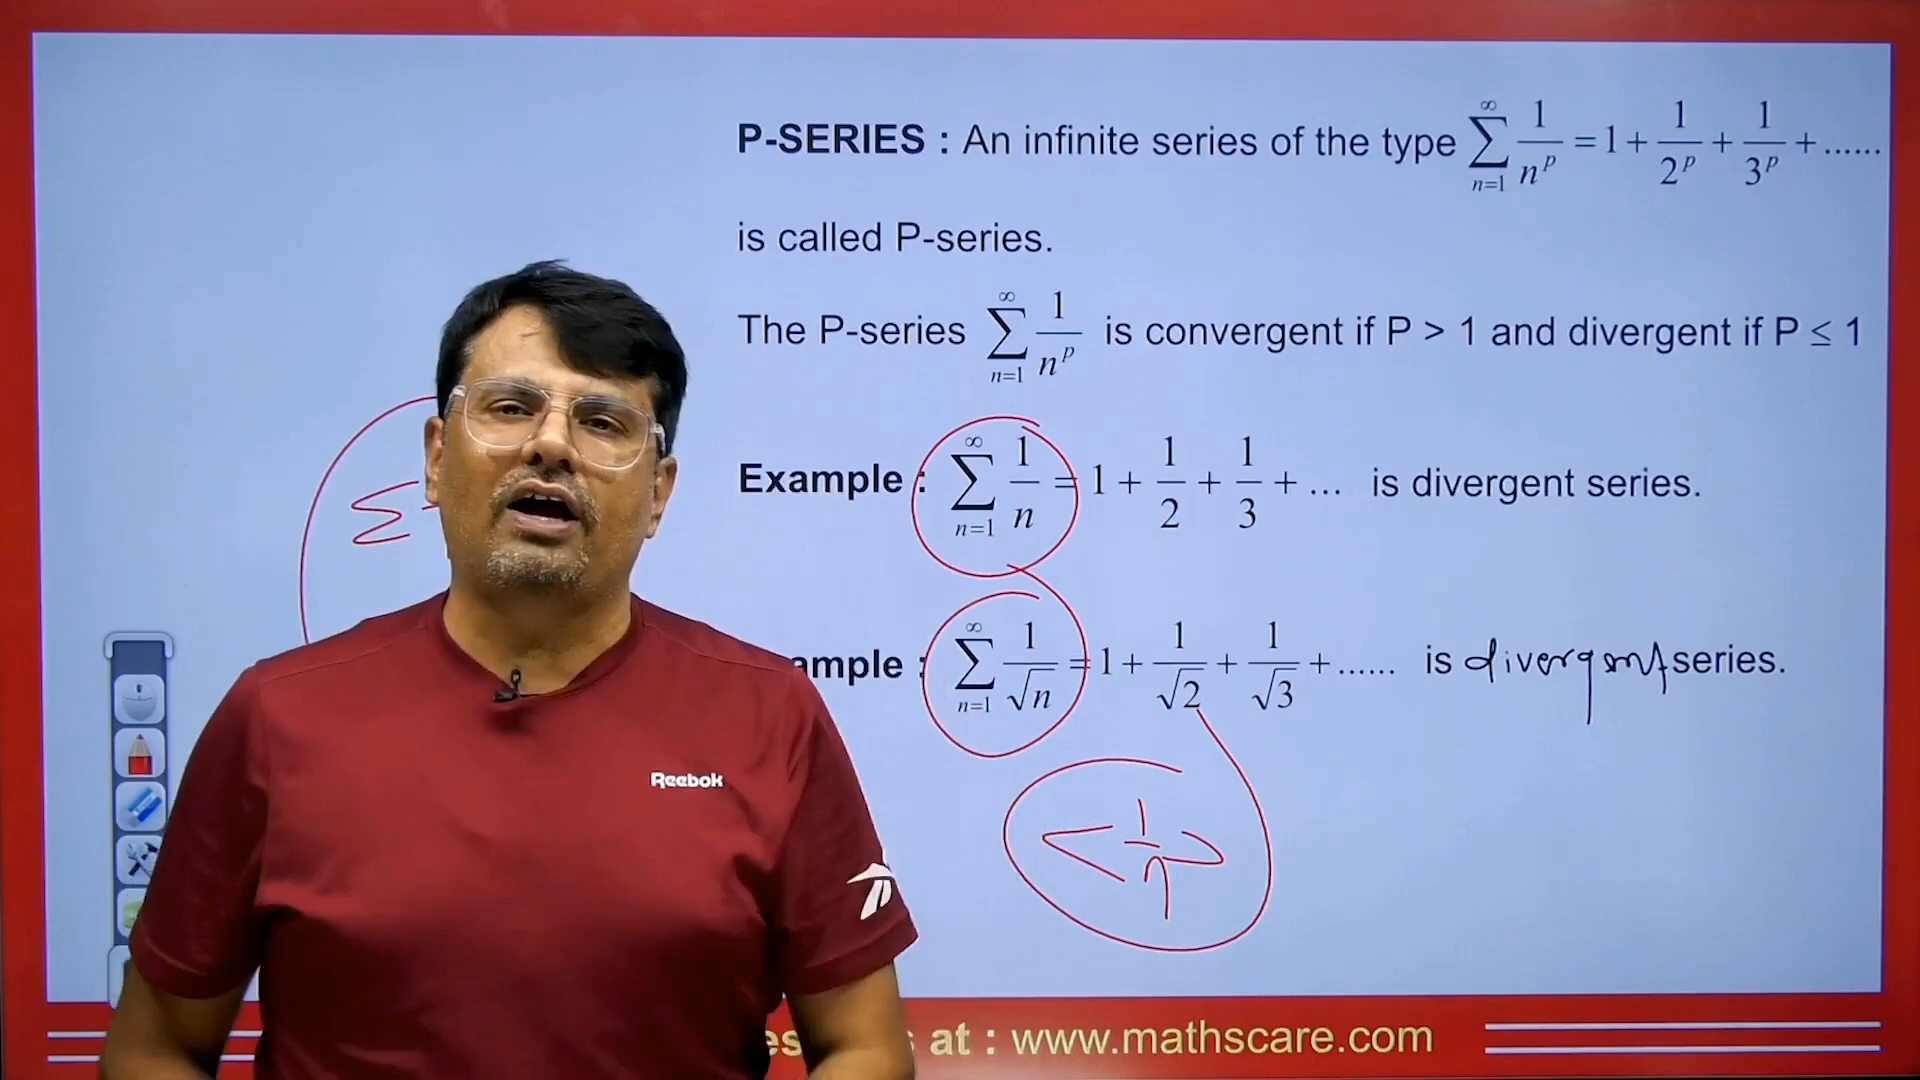 P-SERIES : An infinite series of the type ∑_{n=1}^{∞} 1/n^p = 1 + 1/2^p + 1/3^p + ......
is called P-series.
The P-series ∑_{n=1}^{∞} 1/n^p is convergent if P > 1 and divergent if P ≤ 1
Example : ∑_{n=1}^{∞} 1/n = 1 + 1/2 + 1/3 + ... is divergent series.
ample : ∑_{n=1}^{∞} 1/√n = 1 + 1/√2 + 1/√3 + ...... is divergent series.
∑
< 1/n >
Reebok
at : www.mathscare.com